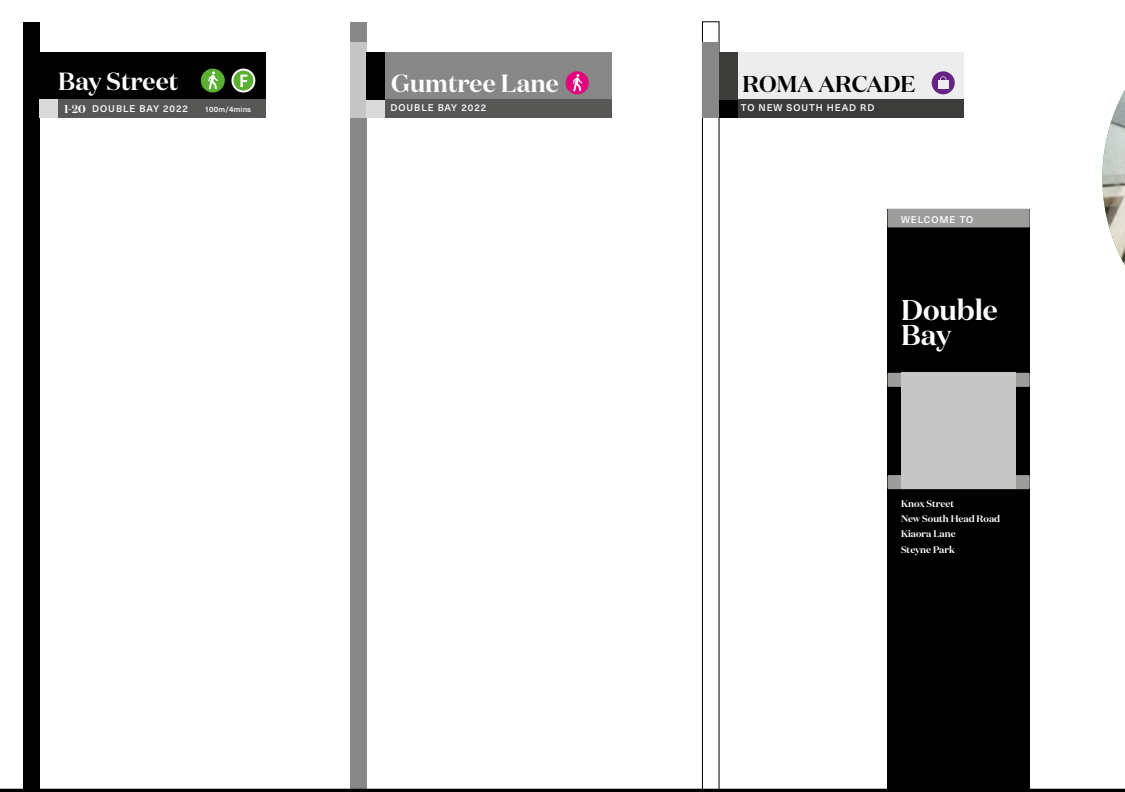 Bay Street
F
1-20 DOUBLE BAY 2022 100m/4mins
Gumtree Lane
DOUBLE BAY 2022
ROMA ARCADE
TO NEW SOUTH HEAD RD
WELCOME TO
Double
Bay
Knox Street
New South Head Road
Kiaora Lane
Steyne Park